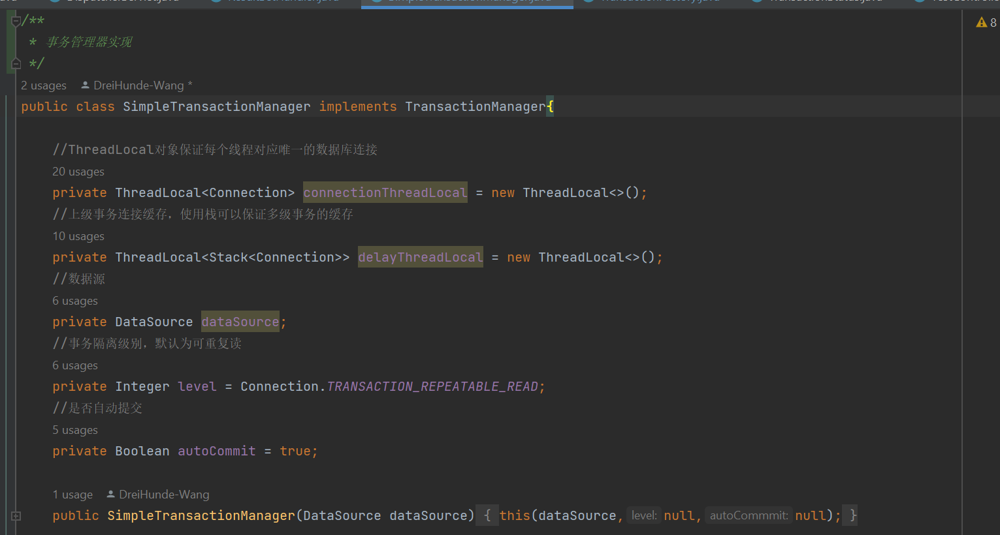 8
/**
* 事务管理器实现
*/
2 usages DreiHunde-Wang *
public class SimpleTransactionManager implements TransactionManager{
//ThreadLocal对象保证每个线程对应唯一的数据库连接
20 usages
private ThreadLocal<Connection> connectionThreadLocal = new ThreadLocal<>();
//上级事务连接缓存，使用栈可以保证多级事务的缓存
10 usages
private ThreadLocal<Stack<Connection>> delayThreadLocal = new ThreadLocal<>();
//数据源
6 usages
private DataSource dataSource;
//事务隔离级别，默认为可重复读
6 usages
private Integer level = Connection.TRANSACTION_REPEATABLE_READ;
//是否自动提交
5 usages
private Boolean autoCommit = true;
1 usage DreiHunde-Wang
public SimpleTransactionManager(DataSource dataSource) { this(dataSource, level: null, autoCommmit: null); }